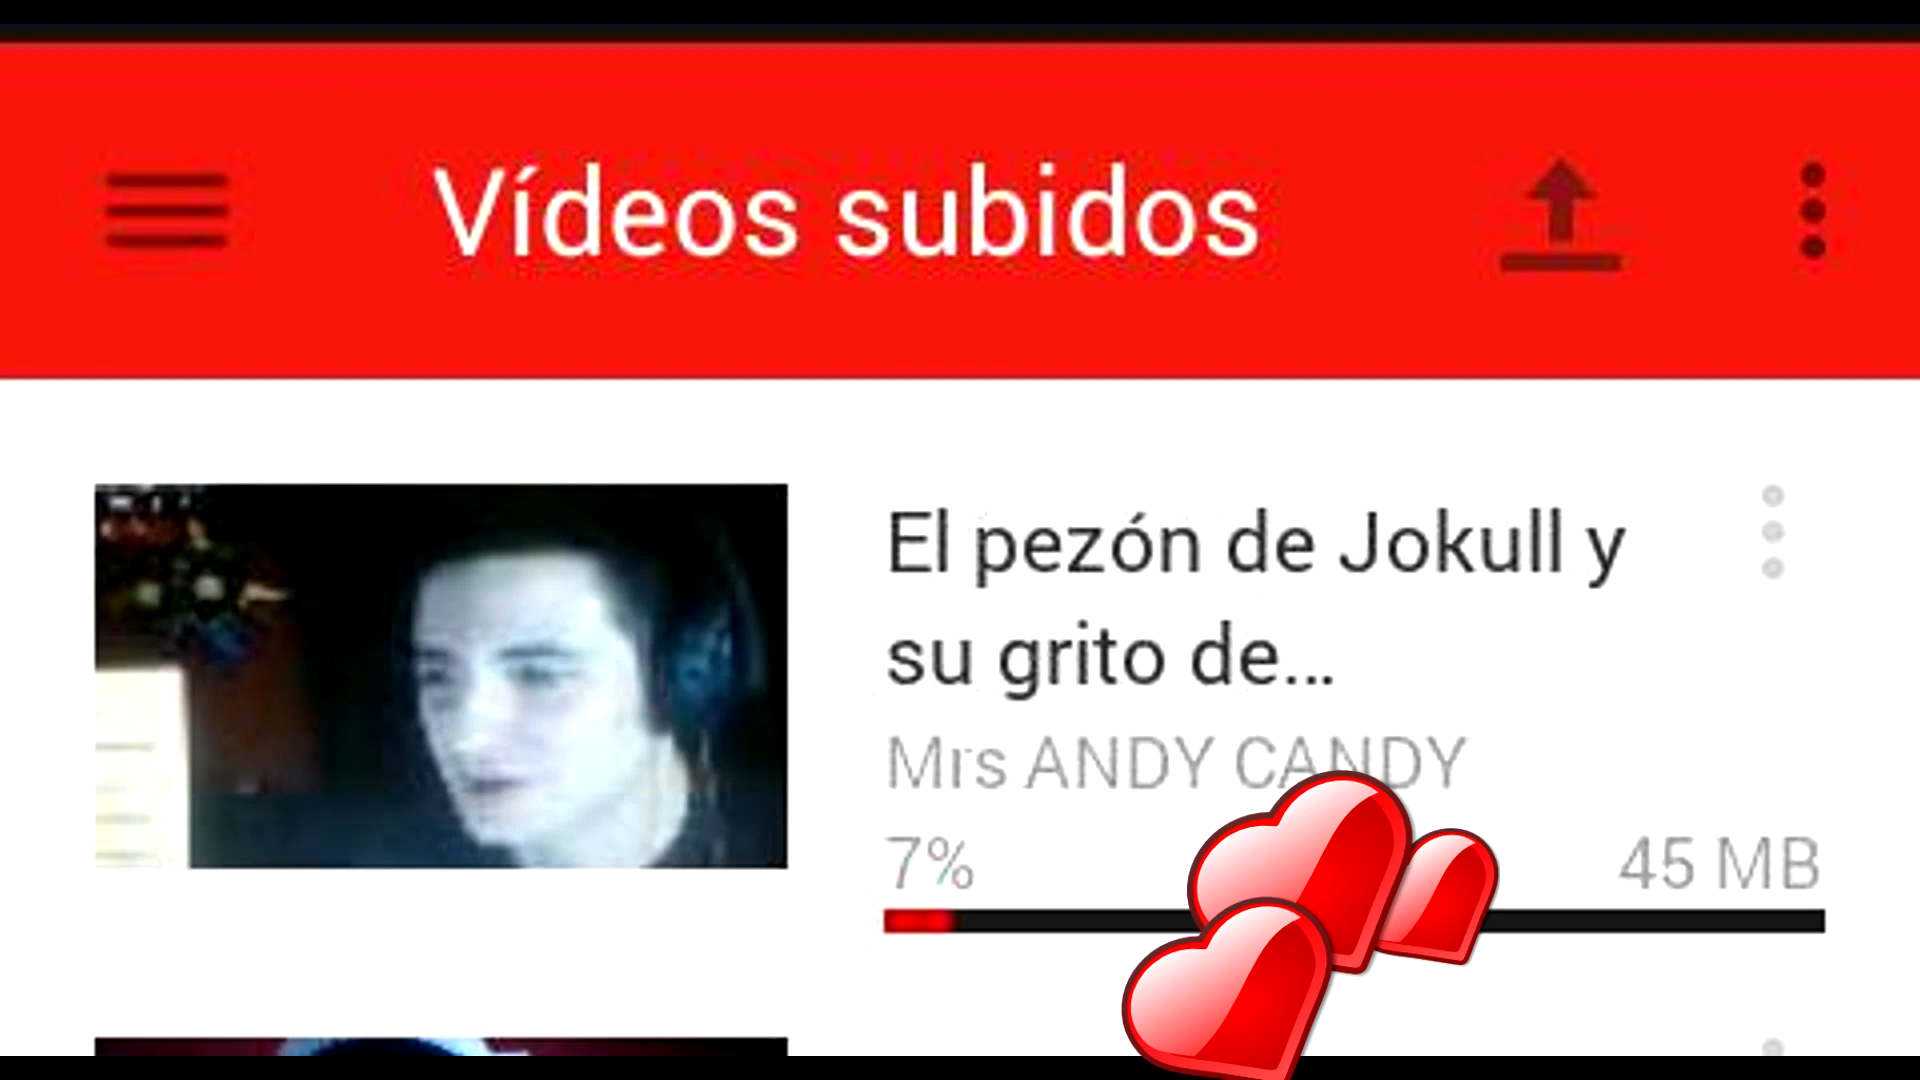 Vídeos subidos
El pezón de Jokull y
su grito de...
Mrs ANDY CANDY
7%
45 MB